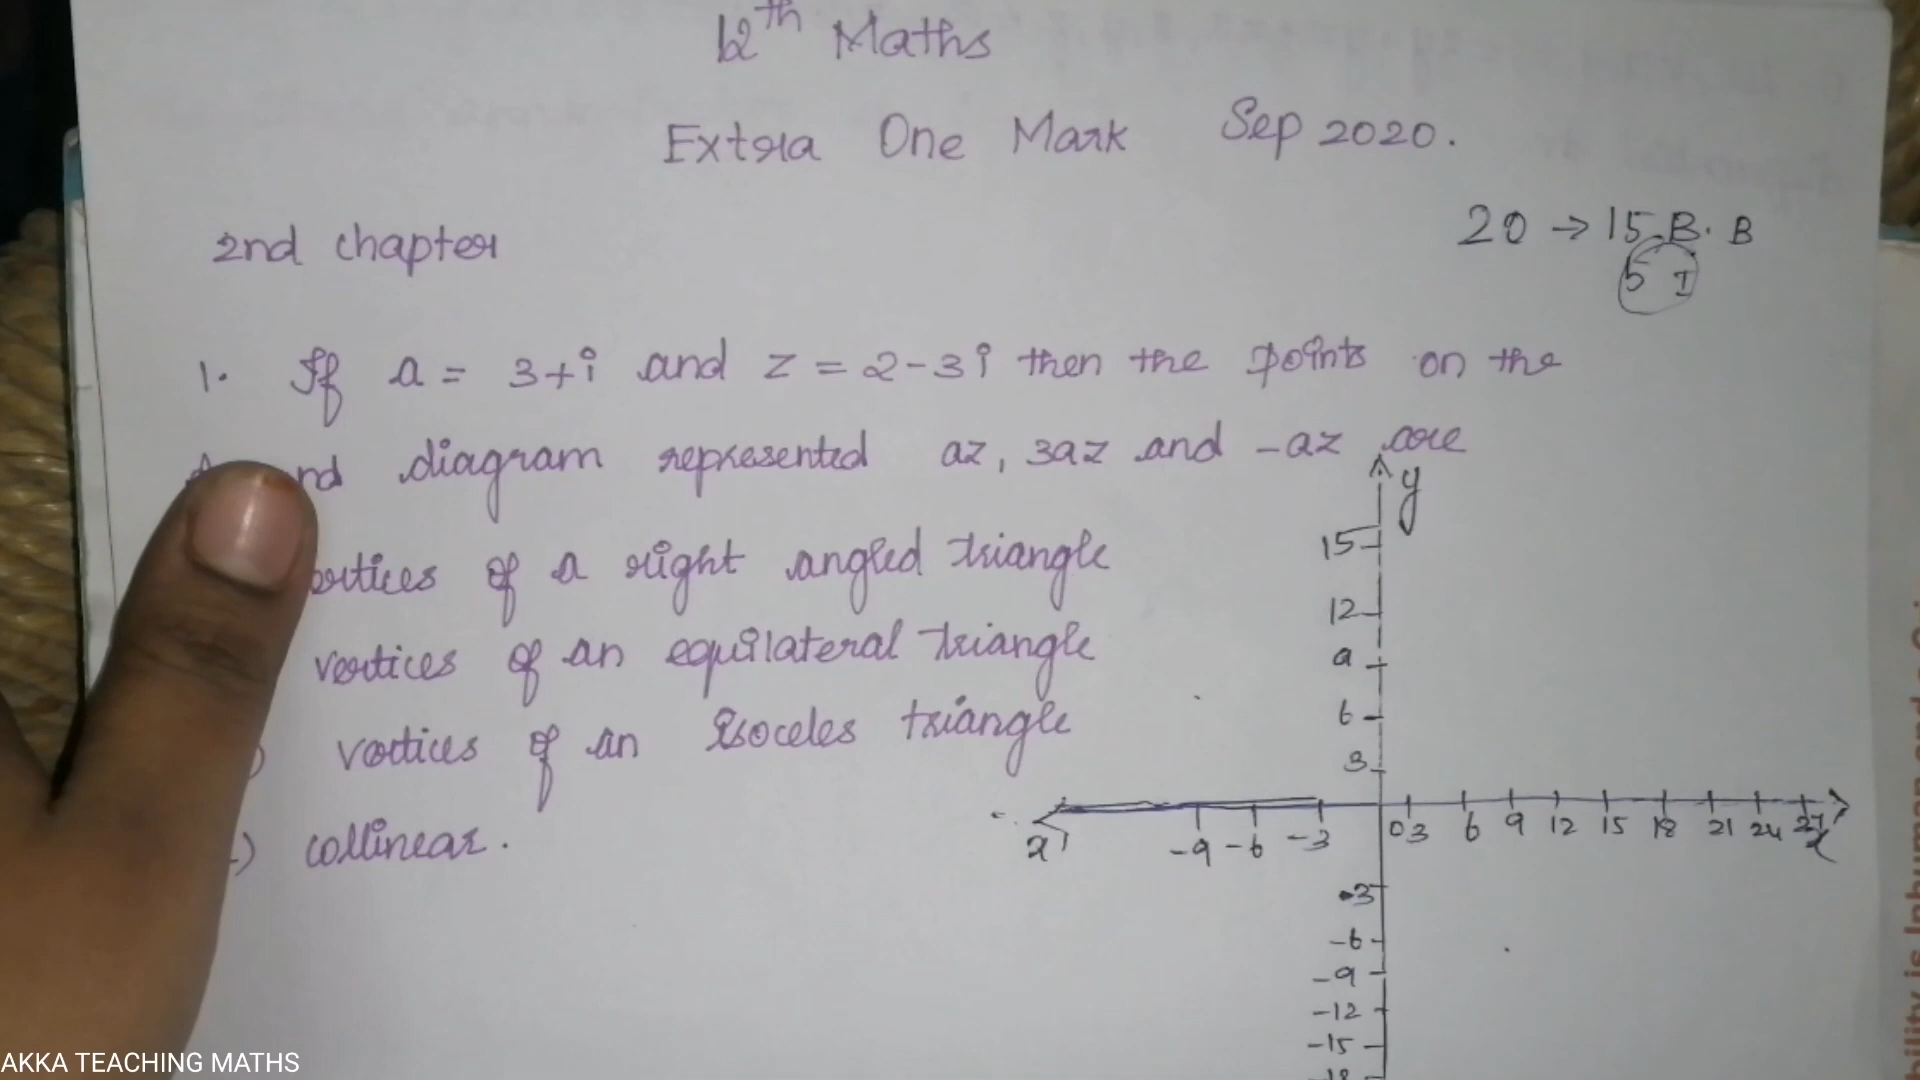 12th Maths
Extra One Mark Sep 2020.
2nd chapter
20 → 15 B. B
5 I
1. If a = 3+i and z = 2-3i then the points on the
nd diagram represented az, 3az and -az are
ertices of a right angled triangle
vertices of an equilateral triangle
) vertices of an isoceles triangle
) collinear.
y
15
12
9
6
3
x' -9 -6 -3 0 3 6 9 12 15 18 21 24 27 x
-3
-6
-9
-12
-15
-18
AKKA TEACHING MATHS